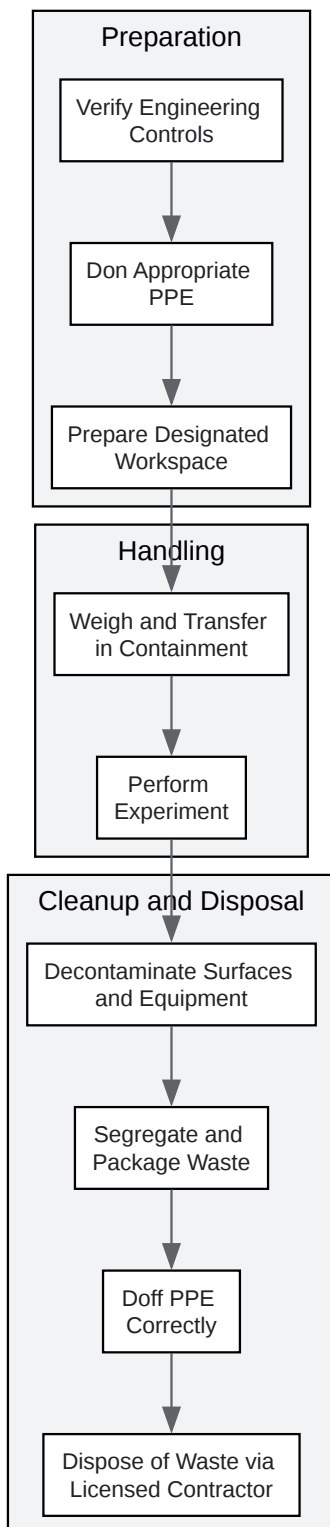 Preparation
Verify Engineering
Controls
Don Appropriate
PPE
Prepare Designated
Workspace
Handling
Weigh and Transfer
in Containment
Perform
Experiment
Cleanup and Disposal
Decontaminate Surfaces
and Equipment
Segregate and
Package Waste
Doff PPE
Correctly
Dispose of Waste via
Licensed Contractor